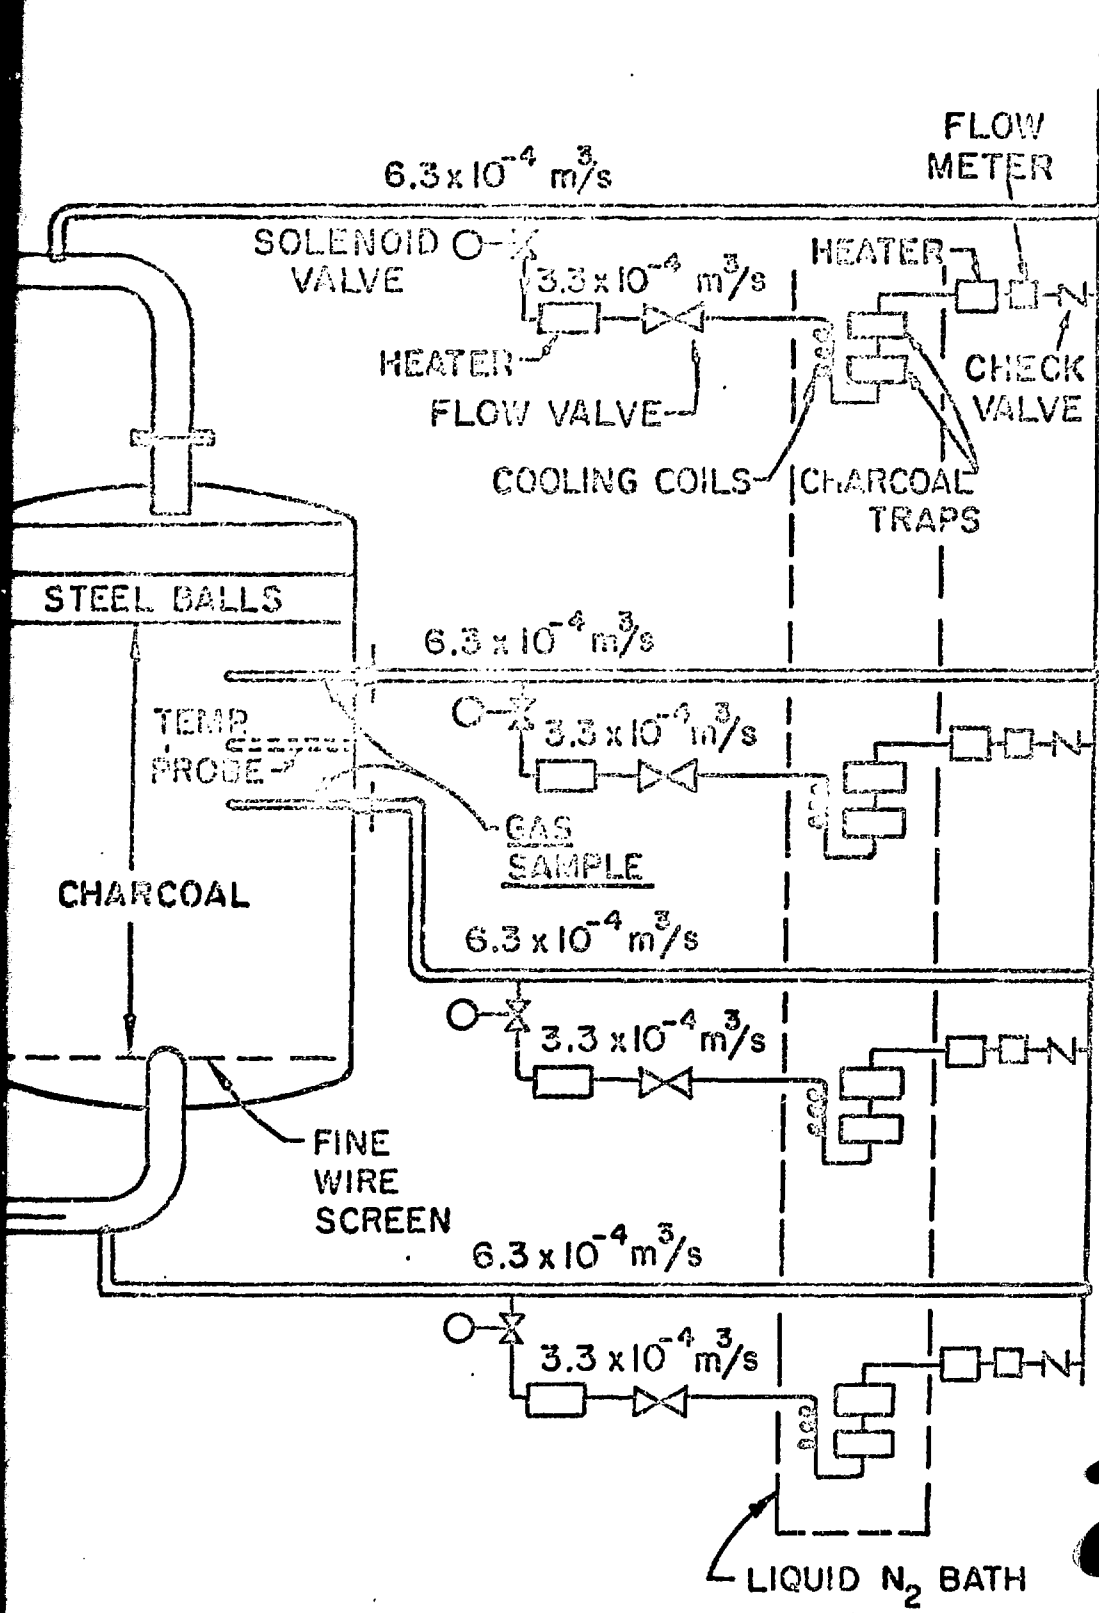 FLOW
METER
6.3 x 10⁻⁴ m³/s
SOLENOID
VALVE
HEATER
3.3 x 10⁻⁴ m³/s
HEATER
CHECK
VALVE
FLOW VALVE
COOLING COILS
CHARCOAL
TRAPS
STEEL BALLS
6.3 x 10⁻⁴ m³/s
TEMP.
PROBE
3.3 x 10⁻⁴ m³/s
GAS
SAMPLE
CHARCOAL
6.3 x 10⁻⁴ m³/s
3.3 x 10⁻⁴ m³/s
FINE
WIRE
SCREEN
6.3 x 10⁻⁴ m³/s
3.3 x 10⁻⁴ m³/s
LIQUID N₂ BATH